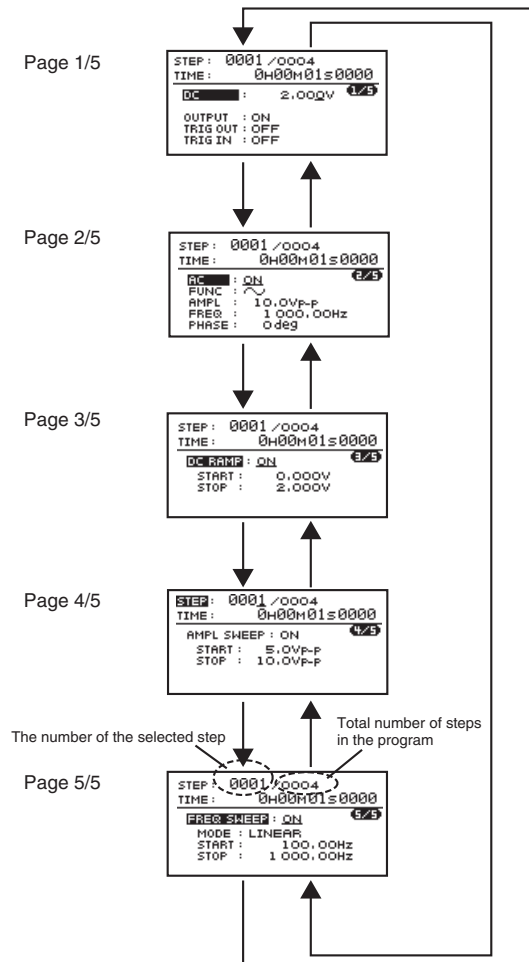 Page 1/5
STEP: 0001 /0004
TIME: 0H00M01S0000
DC : 2.000V 1/5
OUTPUT : ON
TRIG OUT : OFF
TRIG IN : OFF
Page 2/5
STEP: 0001 /0004
TIME: 0H00M01S0000
2/5
AC : ON
FUNC :
AMPL : 10.0Vp-p
FREQ : 1000.00Hz
PHASE : 0deg
Page 3/5
STEP: 0001 /0004
TIME: 0H00M01S0000
DC RAMP : ON 3/5
START : 0.000V
STOP : 2.000V
Page 4/5
STEP: 0001 /0004
TIME: 0H00M01S0000
AMPL SWEEP : ON 4/5
START : 5.0Vp-p
STOP : 10.0Vp-p
The number of the selected step
Total number of steps
in the program
Page 5/5
STEP: 0001 /0004
TIME: 0H00M01S0000
FREQ SWEEP : ON 5/5
MODE : LINEAR
START : 100.00Hz
STOP : 1000.00Hz